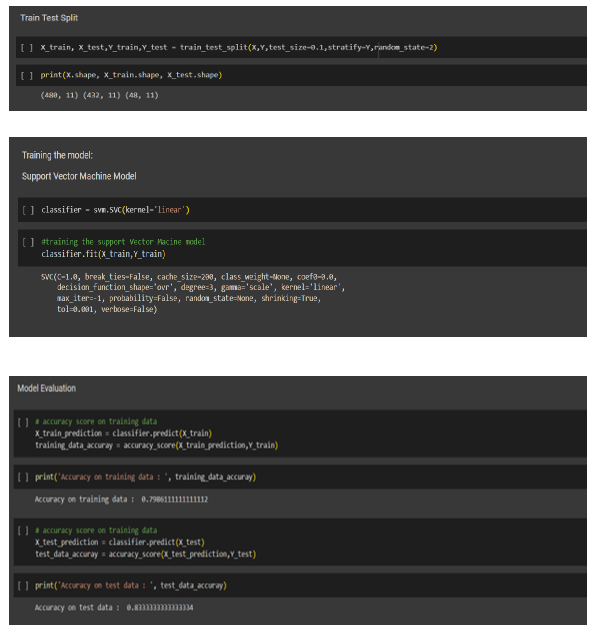 Train Test Split
[ ] X_train, X_test,Y_train,Y_test = train_test_split(X,Y,test_size=0.1,stratify=Y,random_state=2)
[ ] print(X.shape, X_train.shape, X_test.shape)
(480, 11) (432, 11) (48, 11)
Training the model:
Support Vector Machine Model
[ ] classifier = svm.SVC(kernel='linear')
[ ] #training the support Vector Macine model
classifier.fit(X_train,Y_train)
SVC(C=1.0, break_ties=False, cache_size=200, class_weight=None, coef0=0.0,
decision_function_shape='ovr', degree=3, gamma='scale', kernel='linear',
max_iter=-1, probability=False, random_state=None, shrinking=True,
tol=0.001, verbose=False)
Model Evaluation
[ ] # accuracy score on training data
X_train_prediction = classifier.predict(X_train)
training_data_accuray = accuracy_score(X_train_prediction,Y_train)
[ ] print('Accuracy on training data : ', training_data_accuray)
Accuracy on training data : 0.7986111111111112
[ ] # accuracy score on training data
X_test_prediction = classifier.predict(X_test)
test_data_accuray = accuracy_score(X_test_prediction,Y_test)
[ ] print('Accuracy on test data : ', test_data_accuray)
Accuracy on test data : 0.8333333333333334